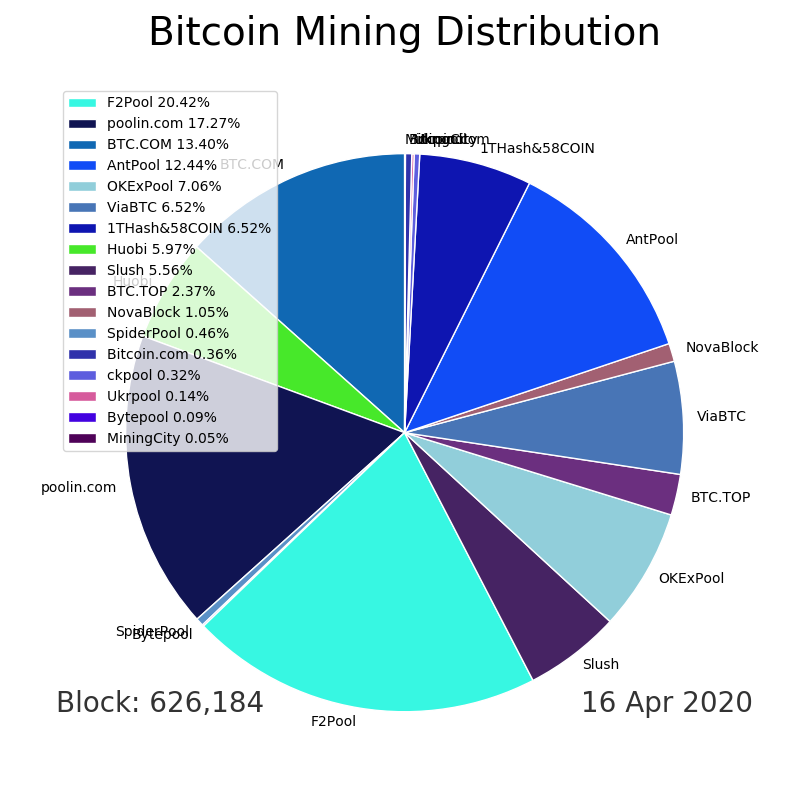 Bitcoin Mining Distribution
F2Pool 20.42%
poolin.com 17.27%
BTC.COM 13.40%
AntPool 12.44%
OKExPool 7.06%
ViaBTC 6.52%
1THash&58COIN 6.52%
Huobi 5.97%
Slush 5.56%
BTC.TOP 2.37%
NovaBlock 1.05%
SpiderPool 0.46%
Bitcoin.com 0.36%
ckpool 0.32%
Ukrpool 0.14%
Bytepool 0.09%
MiningCity 0.05%
1THash&58COIN
BTC.COM
AntPool
Huobi
NovaBlock
ViaBTC
poolin.com
BTC.TOP
OKExPool
SpiderPool
Bytepool
Slush
F2Pool
Block: 626,184
16 Apr 2020